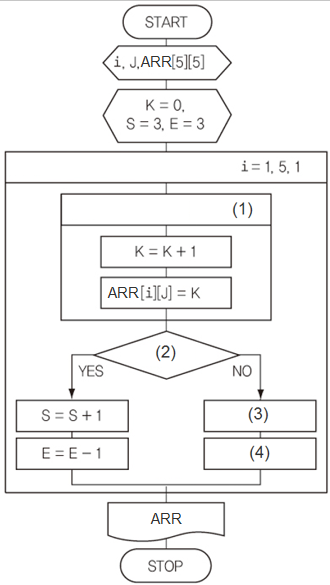 START
i, J,ARR[5][5]
K = 0,
S = 3, E = 3
i = 1, 5, 1
(1)
K = K + 1
ARR[i][J] = K
(2)
YES
NO
S = S + 1
(3)
E = E − 1
(4)
ARR
STOP